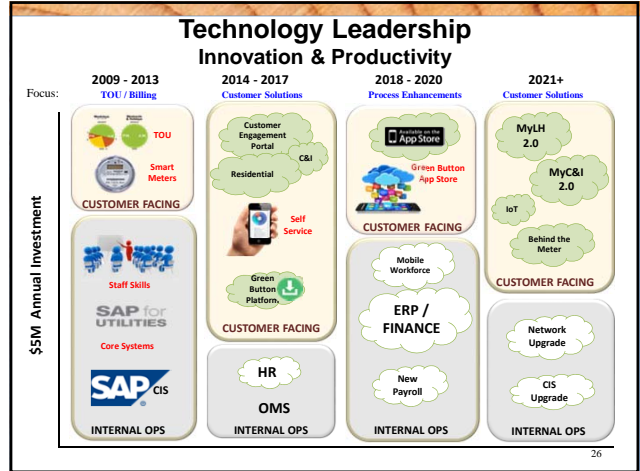 Technology Leadership
Innovation & Productivity
2009 - 2013
2014 - 2017
2018 - 2020
2021+
Focus:
TOU / Billing
Customer Solutions
Process Enhancements
Customer Solutions
$5M Annual Investment
TOU
Smart
Meters
CUSTOMER FACING
Staff Skills
SAP for
UTILITIES
Core Systems
SAP CIS
INTERNAL OPS
Customer
Engagement
Portal
C&I
Residential
Self
Service
Green
Button
Platform
CUSTOMER FACING
HR
OMS
INTERNAL OPS
Available on the
App Store
Green Button
App Store
CUSTOMER FACING
Mobile
Workforce
ERP /
FINANCE
New
Payroll
INTERNAL OPS
MyLH
2.0
MyC&I
2.0
IoT
Behind the
Meter
CUSTOMER FACING
Network
Upgrade
CIS
Upgrade
INTERNAL OPS
26